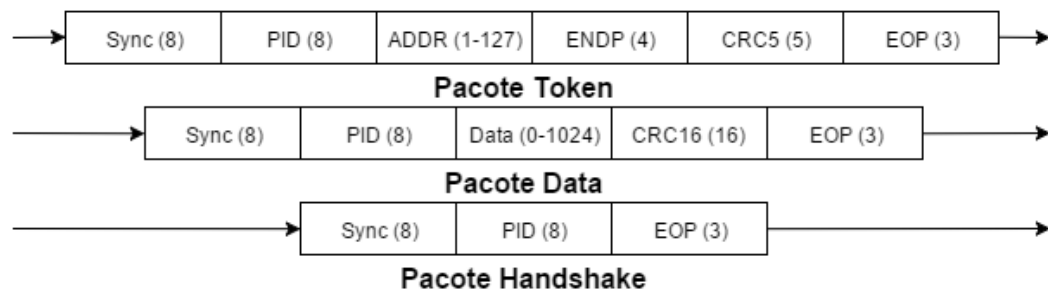 Sync (8) PID (8) ADDR (1-127) ENDP (4) CRC5 (5) EOP (3)
Pacote Token
Sync (8) PID (8) Data (0-1024) CRC16 (16) EOP (3)
Pacote Data
Sync (8) PID (8) EOP (3)
Pacote Handshake